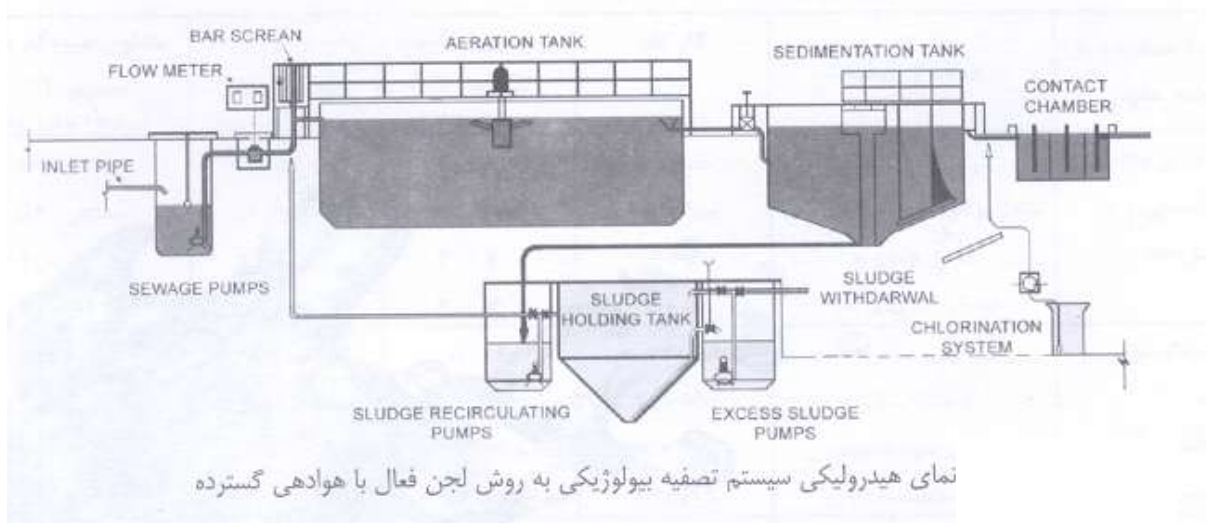 BAR SCREAN
FLOW METER
AERATION TANK
SEDIMENTATION TANK
CONTACT
CHAMBER
INLET PIPE
SEWAGE PUMPS
SLUDGE
HOLDING TANK
SLUDGE
WITHDARWAL
CHLORINATION
SYSTEM
SLUDGE RECIRCULATING
PUMPS
EXCESS SLUDGE
PUMPS
نمای هیدرولیکی سیستم تصفیه بیولوژیکی به روش لجن فعال با هوادهی گسترده